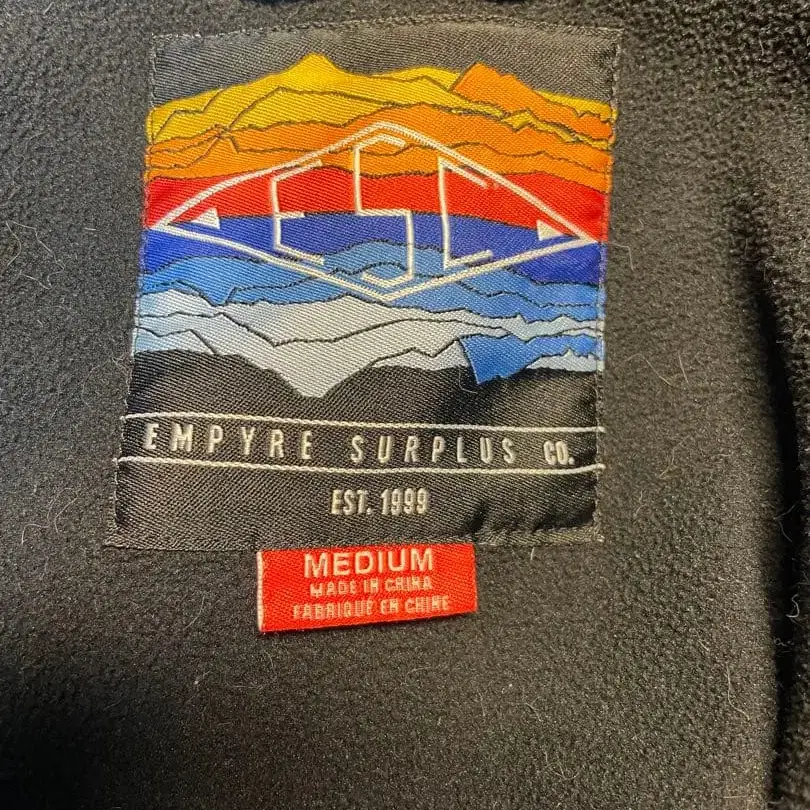 ESC
EMPYRE SURPLUS CO.
EST. 1999
MEDIUM
MADE IN CHINA
FABRIQUÉ EN CHINE